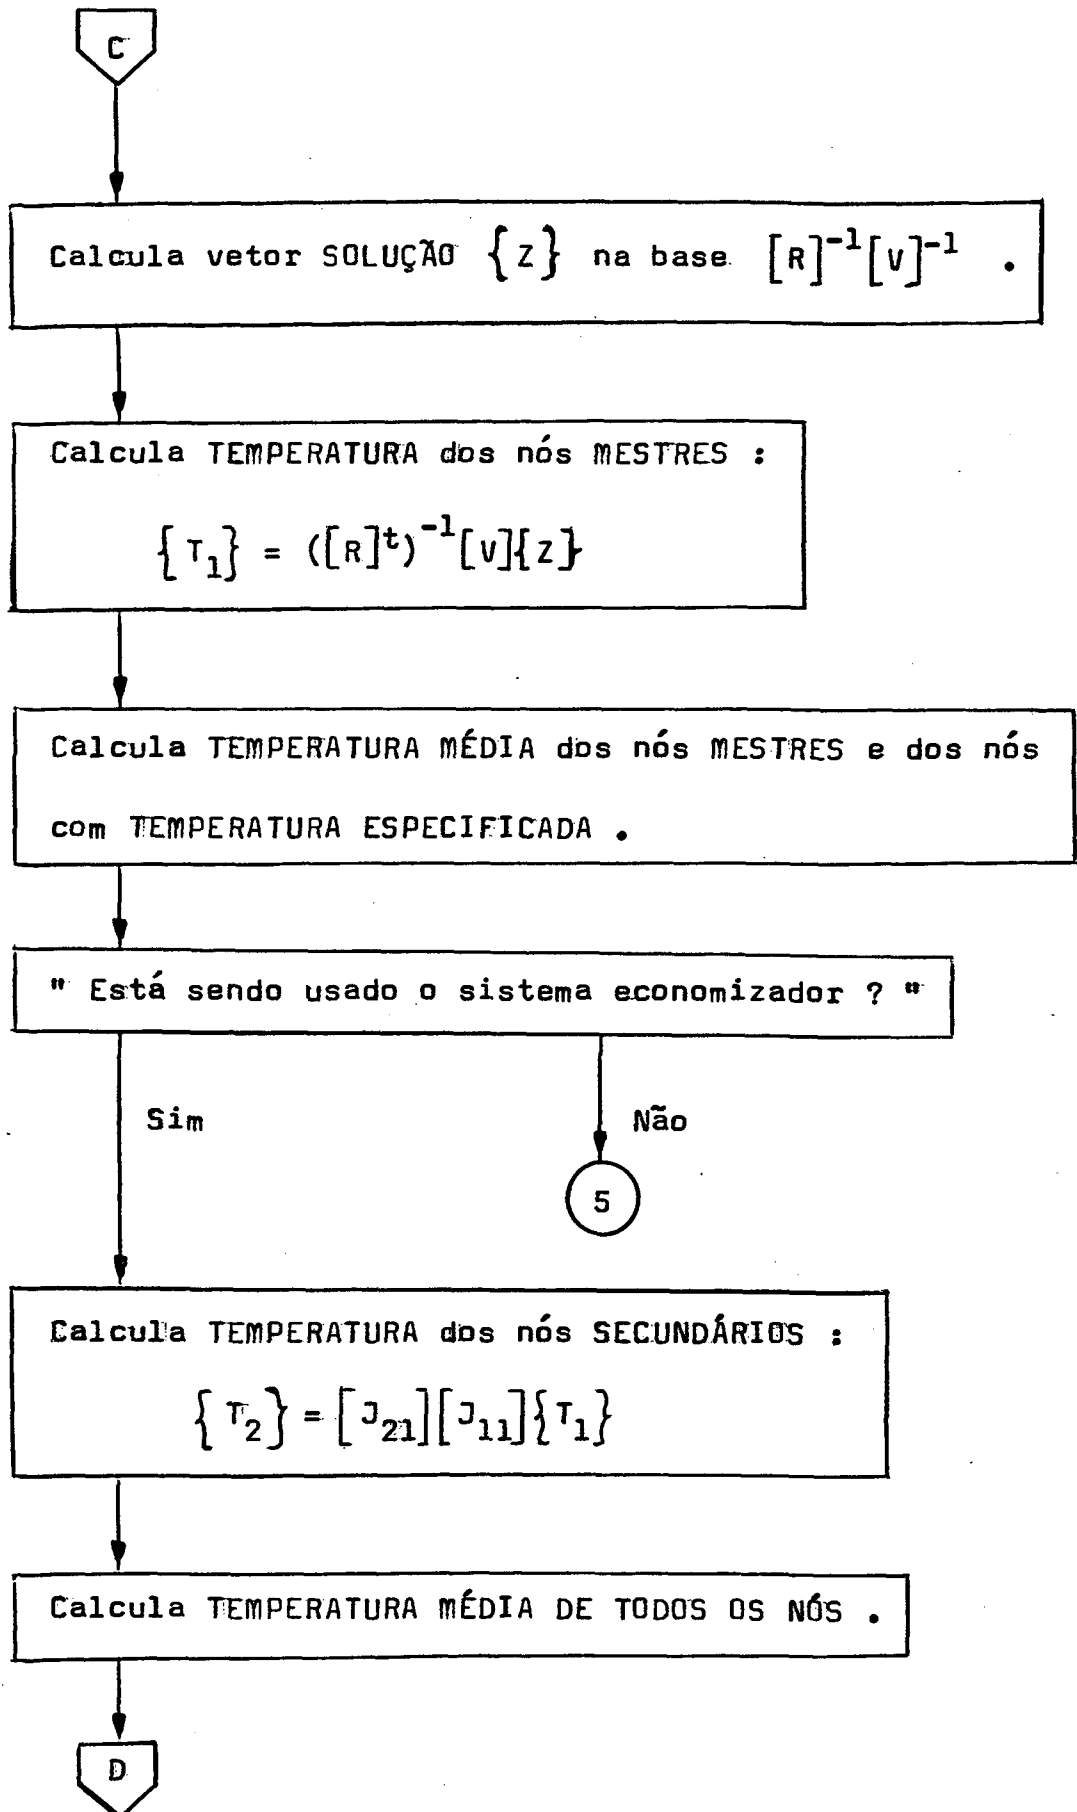 C
Calcula vetor SOLUÇÃO {Z} na base [R]⁻¹[V]⁻¹ .
Calcula TEMPERATURA dos nós MESTRES :
{T₁} = ([R]ᵗ)⁻¹[V]{Z}
Calcula TEMPERATURA MÉDIA dos nós MESTRES e dos nós
com TEMPERATURA ESPECIFICADA .
" Está sendo usado o sistema economizador ? "
Sim
Não
5
Calcula TEMPERATURA dos nós SECUNDÁRIOS :
{T₂} = [J₂₁][J₁₁]{T₁}
Calcula TEMPERATURA MÉDIA DE TODOS OS NÓS .
D